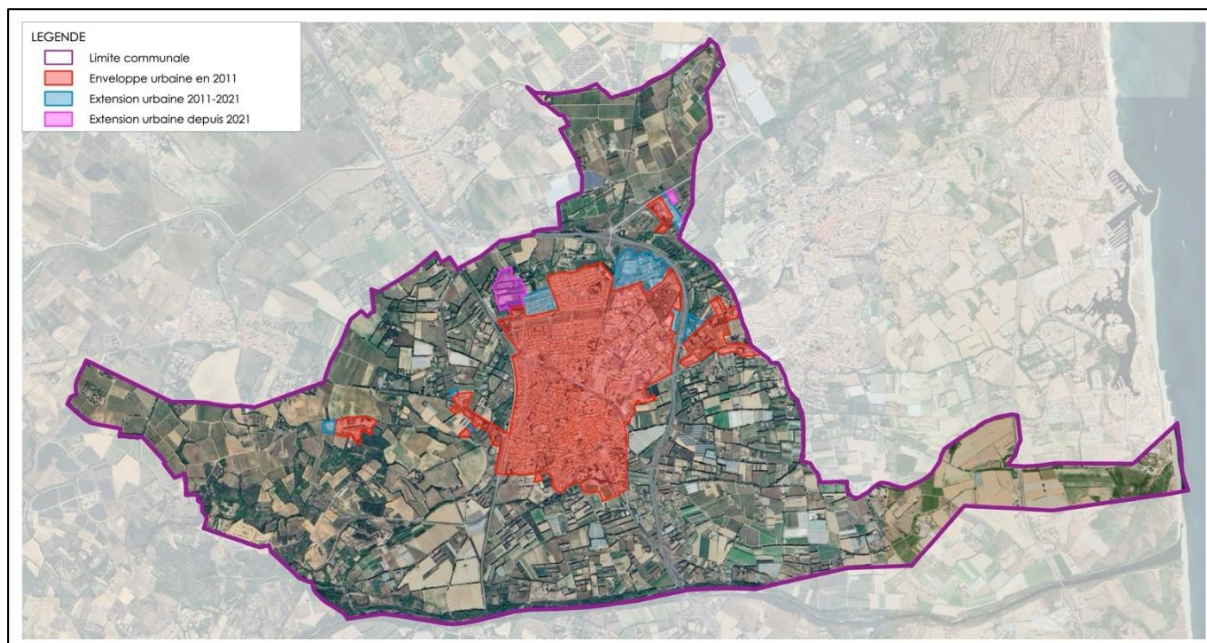 LEGENDE
Limite communale
Enveloppe urbaine en 2011
Extension urbaine 2011-2021
Extension urbaine depuis 2021